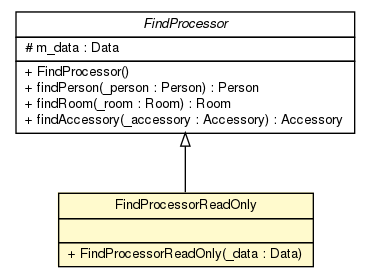 FindProcessor
# m_data : Data
+ FindProcessor()
+ findPerson(_person : Person) : Person
+ findRoom(_room : Room) : Room
+ findAccessory(_accessory : Accessory) : Accessory
FindProcessorReadOnly
+ FindProcessorReadOnly(_data : Data)